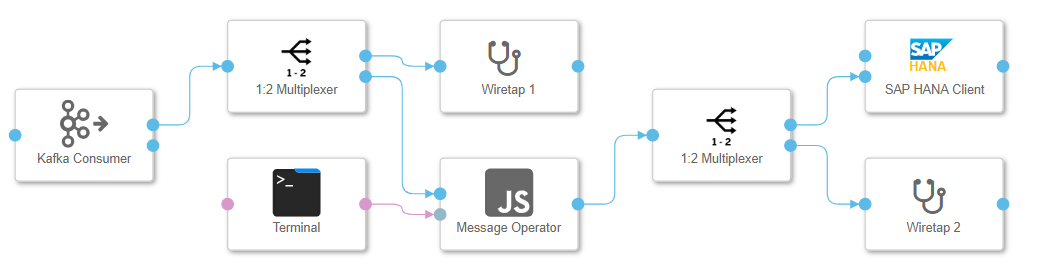 1 - 2
1:2 Multiplexer
Wiretap 1
SAP
HANA
SAP HANA Client
Kafka Consumer
1 - 2
1:2 Multiplexer
>_
Terminal
JS
Message Operator
Wiretap 2